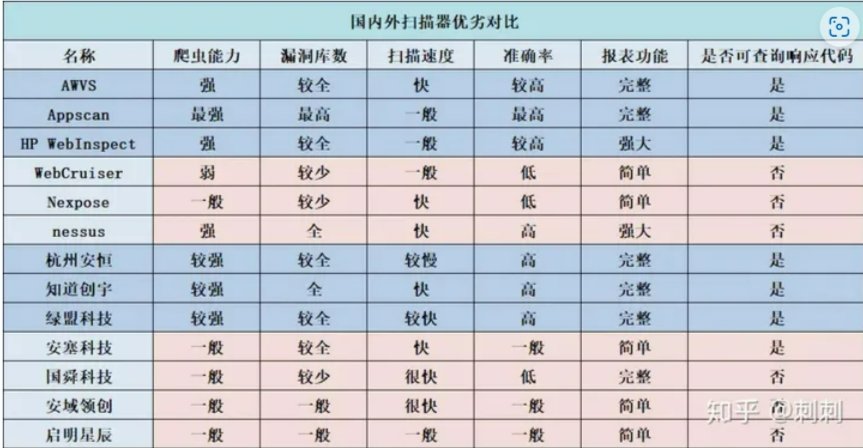 国内外扫描器优劣对比
名称 爬虫能力 漏洞库数 扫描速度 准确率 报表功能 是否可查询响应代码
AWVS 强 较全 快 较高 完整 是
Appscan 最强 最高 一般 最高 完整 是
HP WebInspect 强 较全 一般 较高 强大 是
WebCruiser 弱 较少 一般 低 简单 否
Nexpose 一般 较少 快 低 简单 否
nessus 强 全 快 高 强大 否
杭州安恒 较强 较全 较慢 高 完整 是
知道创宇 较强 全 快 高 完整 是
绿盟科技 较强 较全 较快 高 完整 是
安塞科技 一般 较全 快 一般 简单 是
国舜科技 一般 较少 很快 低 完整 否
安域领创 一般 一般 很快 一般 简单 否
启明星辰 一般 一般 一般 一般 简单 否
知乎 @刺刺